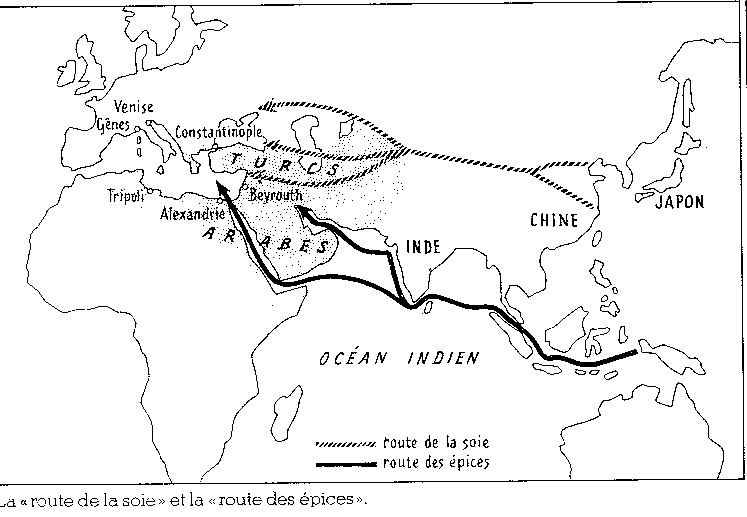 Venise
Gênes
Constantinople
TURCS
Tripoli
Beyrouth
Alexandrie
ARABES
INDE
CHINE
JAPON
OCÉAN INDIEN
route de la soie
route des épices
La « route de la soie » et la « route des épices ».